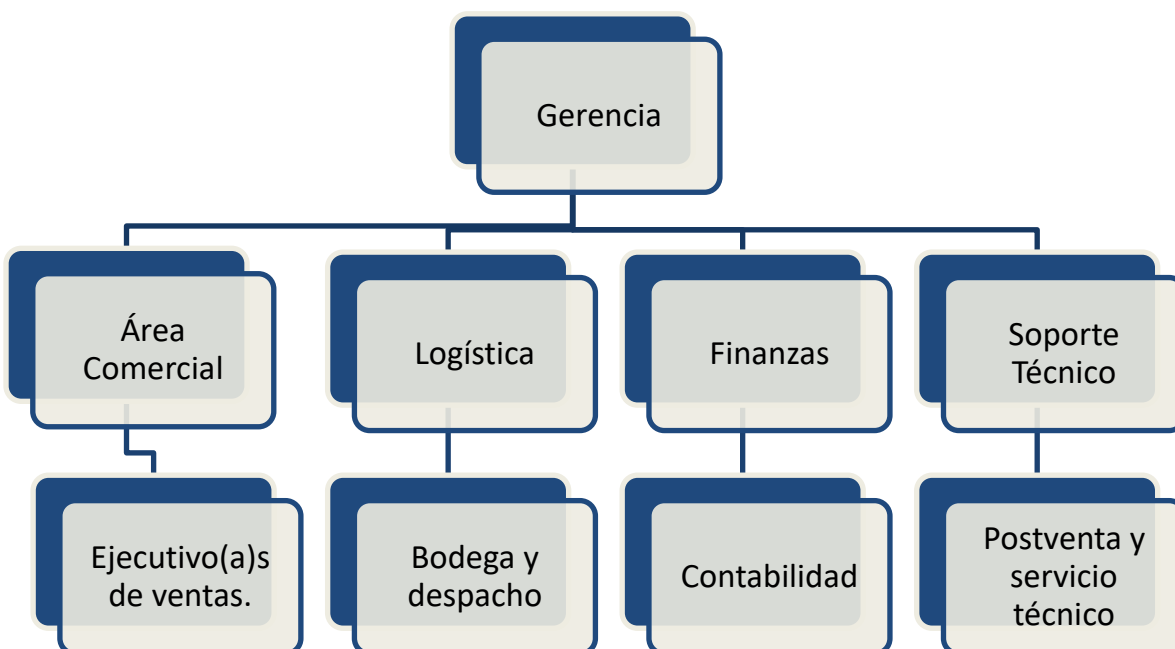 Gerencia
Área
Comercial
Logística
Finanzas
Soporte
Técnico
Ejecutivo(a)s
de ventas.
Bodega y
despacho
Contabilidad
Postventa y
servicio
técnico